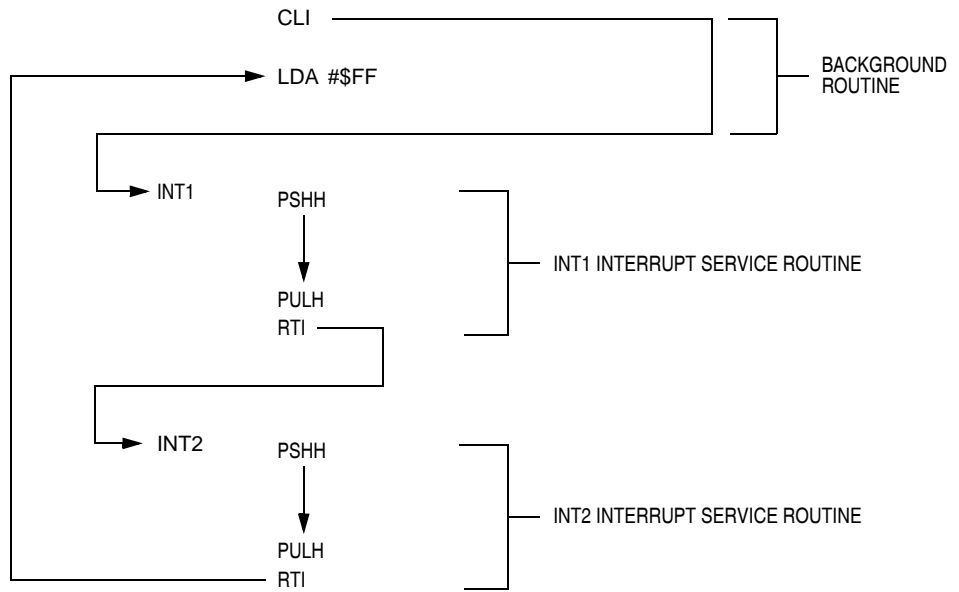 CLI
LDA #$FF
BACKGROUND
ROUTINE
INT1
PSHH
INT1 INTERRUPT SERVICE ROUTINE
PULH
RTI
INT2
PSHH
INT2 INTERRUPT SERVICE ROUTINE
PULH
RTI